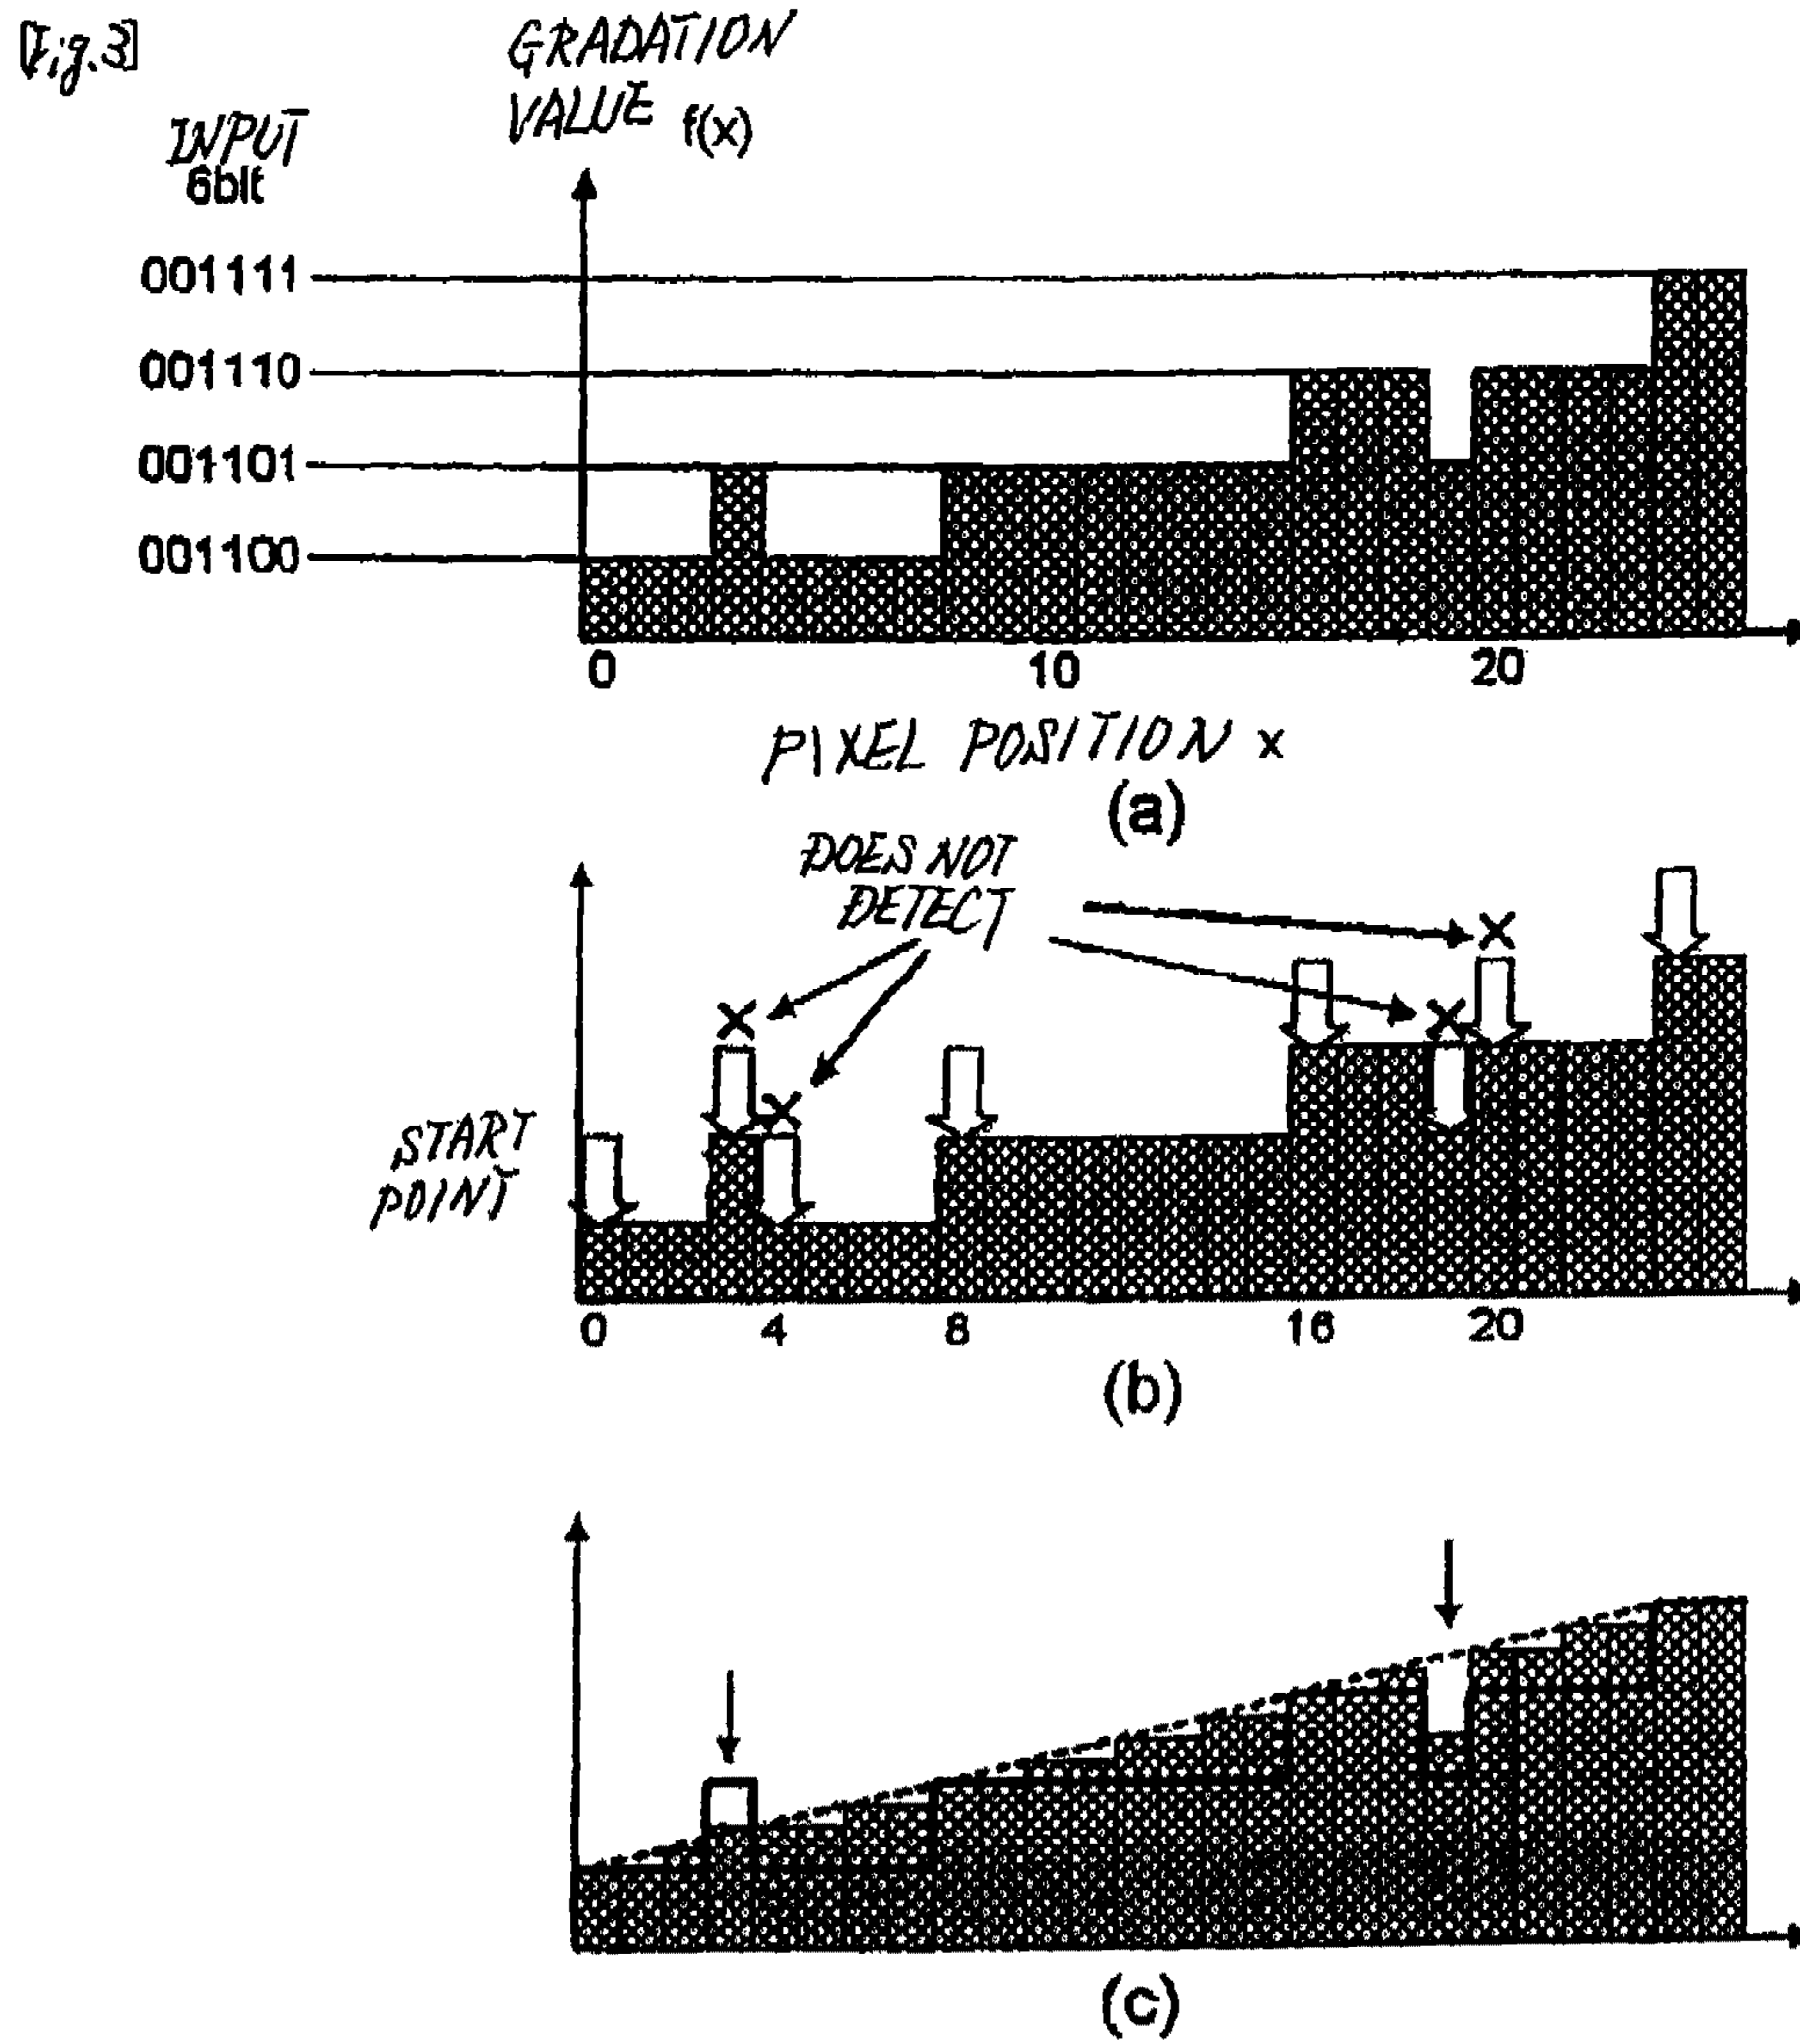 [Fig.3]
GRADATION
VALUE f(x)
INPUT
6bit
001111
001110
001101
001100
0 10 20
PIXEL POSITION x
(a)
DOES NOT
DETECT
START
POINT
0 4 8 16 20
(b)
(c)